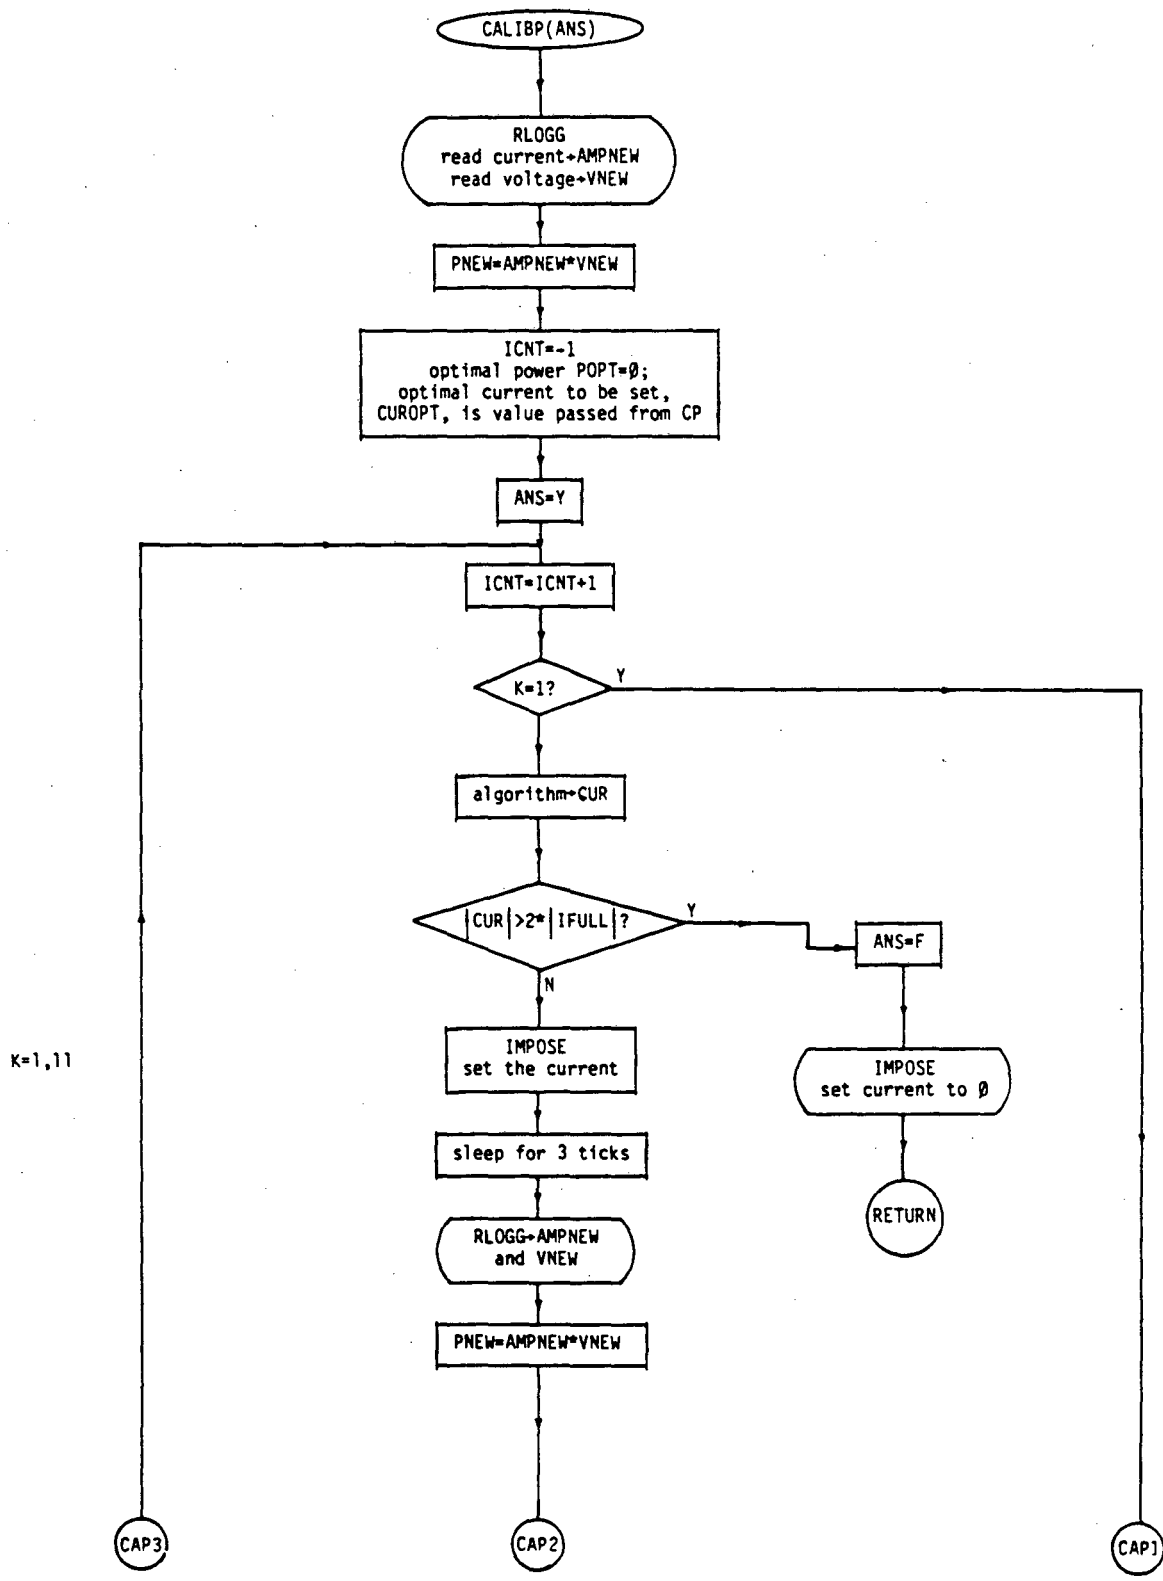 CALIBP(ANS)
RLOGG
read current→AMPNEW
read voltage→VNEW
PNEW=AMPNEW*VNEW
ICNT=-1
optimal power POPT=Ø;
optimal current to be set,
CUROPT, is value passed from CP
ANS=Y
ICNT=ICNT+1
K=1?
Y
algorithm→CUR
|CUR|>2*|IFULL|?
Y
ANS=F
N
IMPOSE
set the current
IMPOSE
set current to Ø
K=1,11
sleep for 3 ticks
RETURN
RLOGG→AMPNEW
and VNEW
PNEW=AMPNEW*VNEW
CAP3
CAP2
CAP1